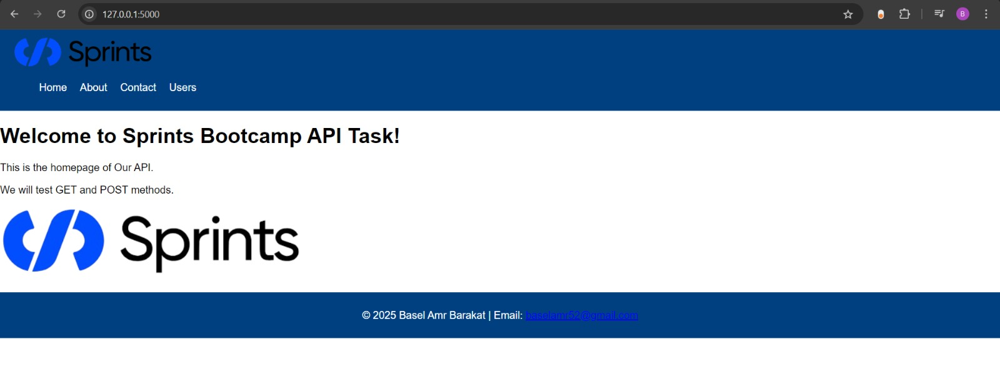 127.0.0.1:5000
B
Sprints
Home About Contact Users
Welcome to Sprints Bootcamp API Task!
This is the homepage of Our API.
We will test GET and POST methods.
Sprints
© 2025 Basel Amr Barakat | Email: baselamr52@gmail.com